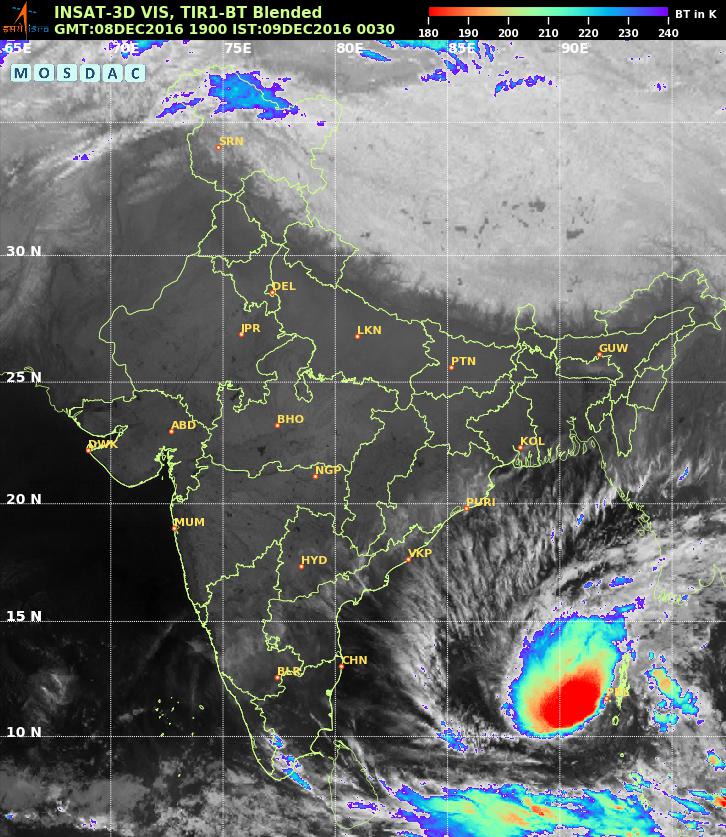 INSAT-3D VIS, TIR1-BT Blended
GMT:08DEC2016 1900 IST:09DEC2016 0030
BT in K
180 190 200 210 220 230 240
65E 70E 75E 80E 85E 90E
MOSDAC
SRN
30 N
DEL
JPR LKN
GUW
PTN
25 N
ABD BHO
DWK KOL
NGP
20 N PURI
MUM
HYD VKP
15 N
CHN
BLR
10 N